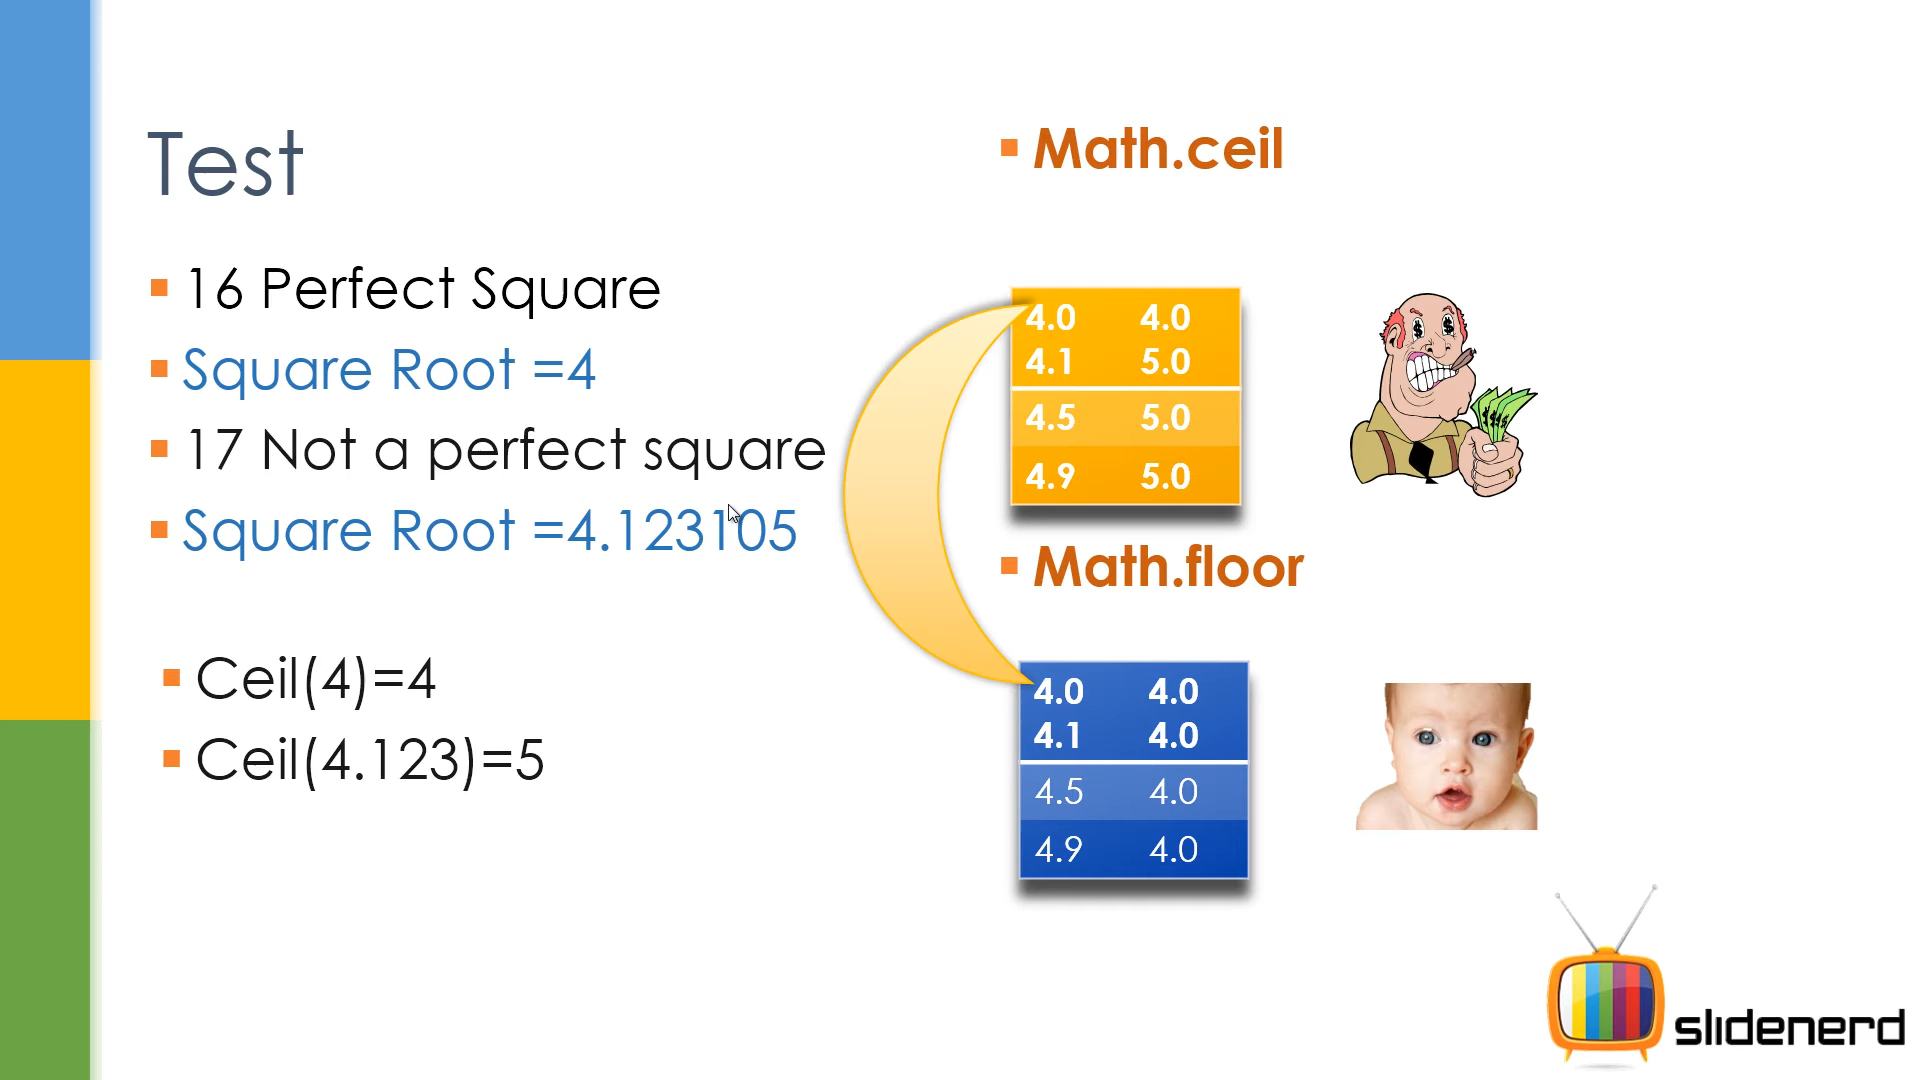 Test
16 Perfect Square
Square Root =4
17 Not a perfect square
Square Root =4.123105
Ceil(4)=4
Ceil(4.123)=5
Math.ceil
4.0 4.0
4.1 5.0
4.5 5.0
4.9 5.0
Math.floor
4.0 4.0
4.1 4.0
4.5 4.0
4.9 4.0
slidenerd